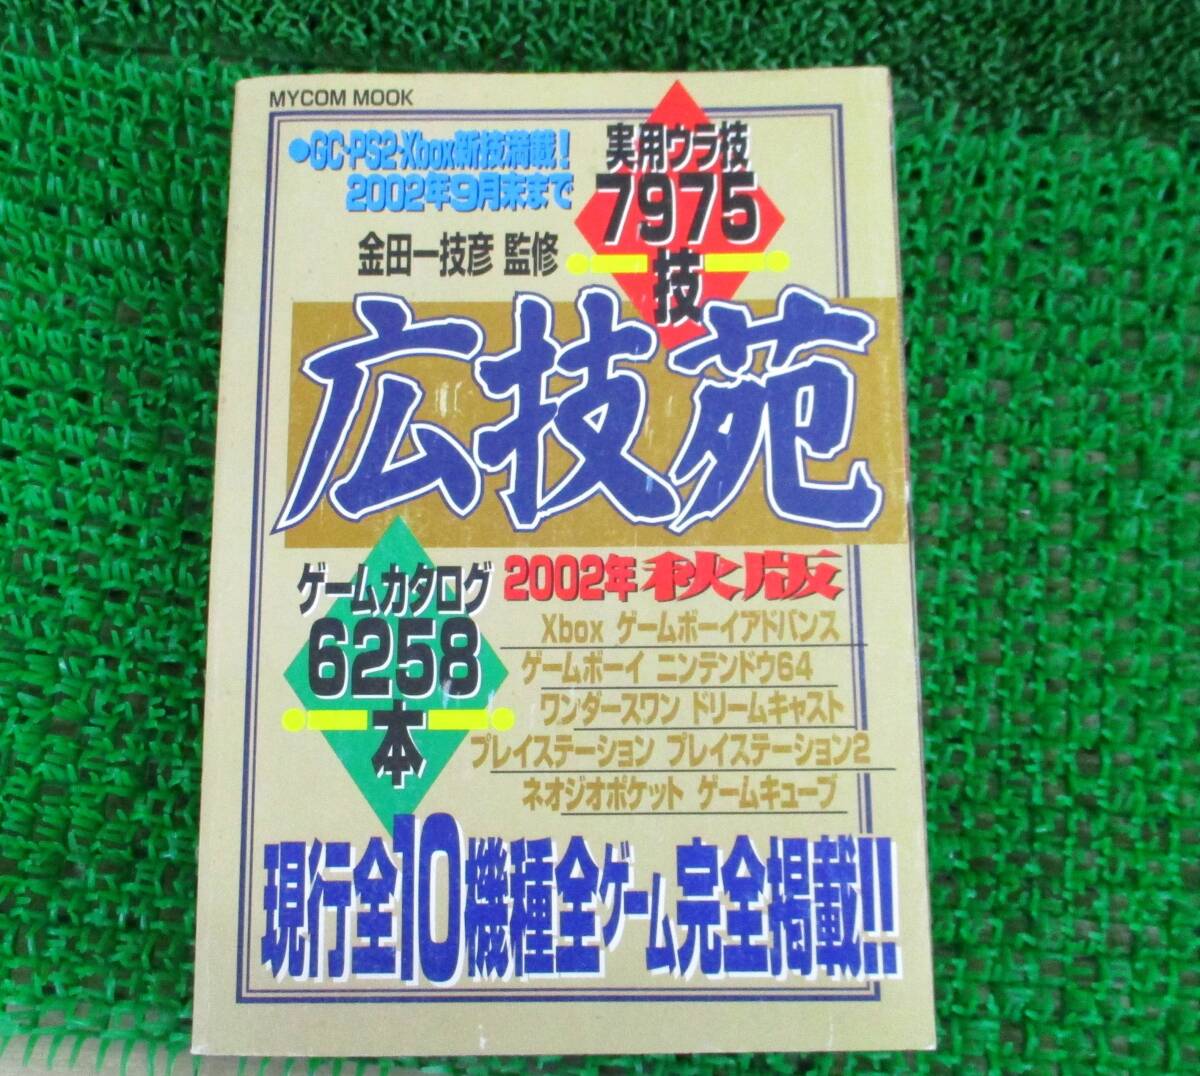 MYCOM MOOK
●GC・PS2・Xbox新技満載!
2002年9月末まで
実用ウラ技
7975
技
金田一技彦 監修
広技苑
2002年 秋版
ゲームカタログ
6258
本
Xbox ゲームボーイアドバンス
ゲームボーイ ニンテンドウ64
ワンダースワン ドリームキャスト
プレイステーション プレイステーション2
ネオジオポケット ゲームキューブ
現行全10機種全ゲーム完全掲載!!